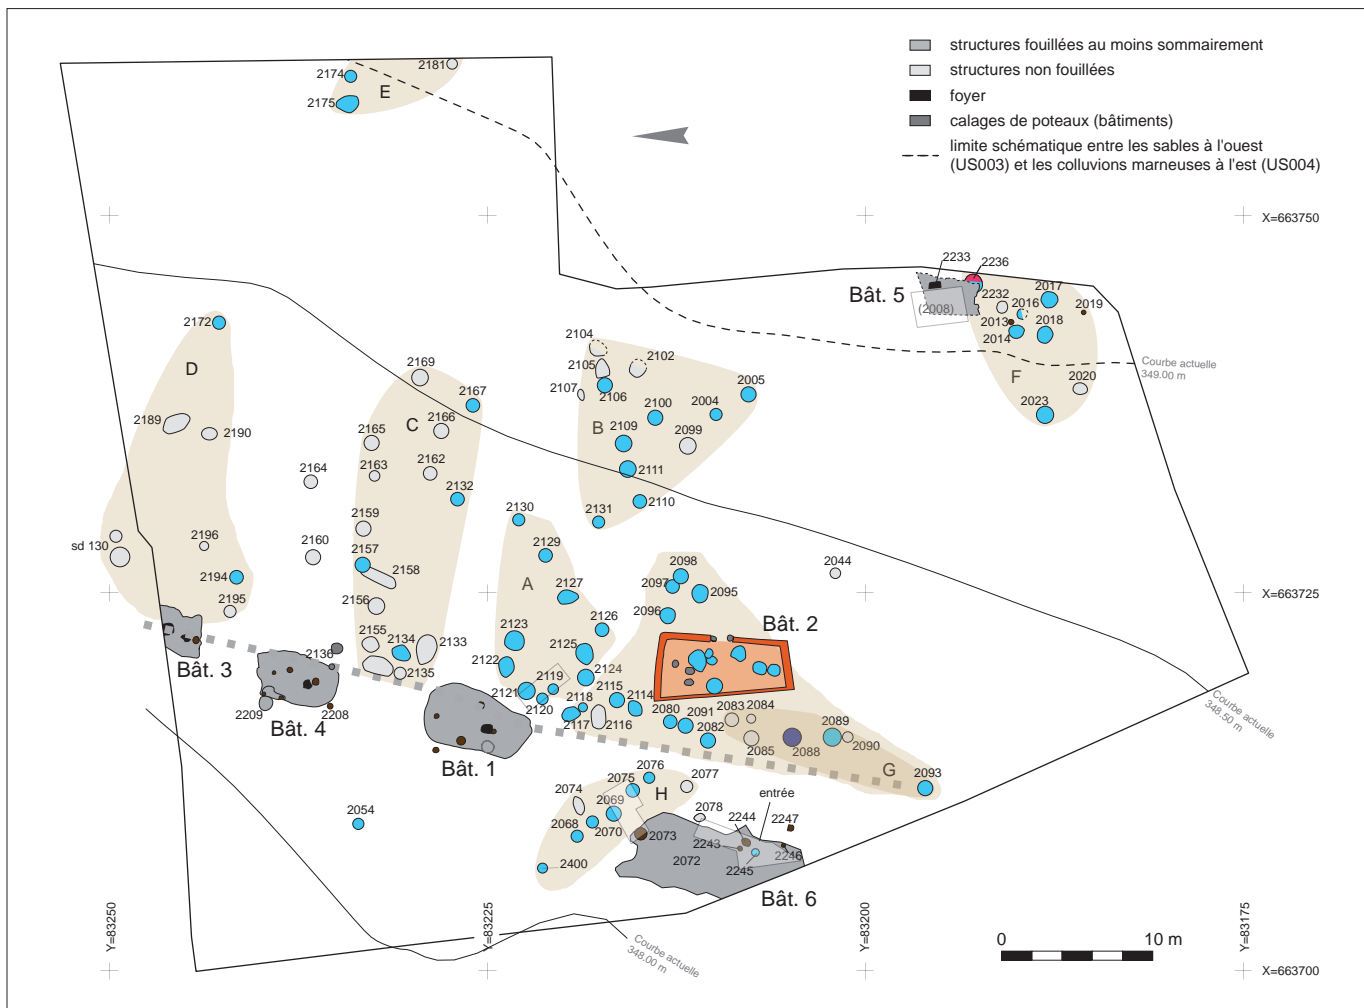 structures fouillées au moins sommairement
structures non fouillées
foyer
calages de poteaux (bâtiments)
limite schématique entre les sables à l'ouest
(US003) et les colluvions marneuses à l'est (US004)
2181
2174
E
2175
X=663750
2233
2236
Bât. 5
(2008)
2232
2017
2016
2019
2013
2018
2014
Courbe actuelle
349.00 m
F
2020
2023
2172
D
2189
2190
2104
2102
2105
2107
2106
2005
2100
2004
B
2109
2099
2111
2110
2131
2169
2167
C
2166
2165
2164
2163
2162
2132
2159
2160
2157
2158
2156
2155
2134
2133
2135
sd 130
2196
2194
2195
2130
2129
A
2127
2126
2123
2125
2122
2124
2119
2121
2120
2118
2115
2114
2117
2116
2098
2097
2095
2096
2044
X=663725
Bât. 2
Bât. 3
2136
2209
Bât. 4
2208
Bât. 1
2080
2091
2083
2084
2082
2085
2088
2089
2090
G
2093
Courbe actuelle
348.50 m
2076
2075
2077
2074
H
2069
2068
2070
2073
2078
entrée
2244
2247
2243
2246
2072
2245
2400
2054
Bât. 6
Courbe actuelle
348.00 m
Y=83250
Y=83225
Y=83200
Y=83175
0
10 m
X=663700